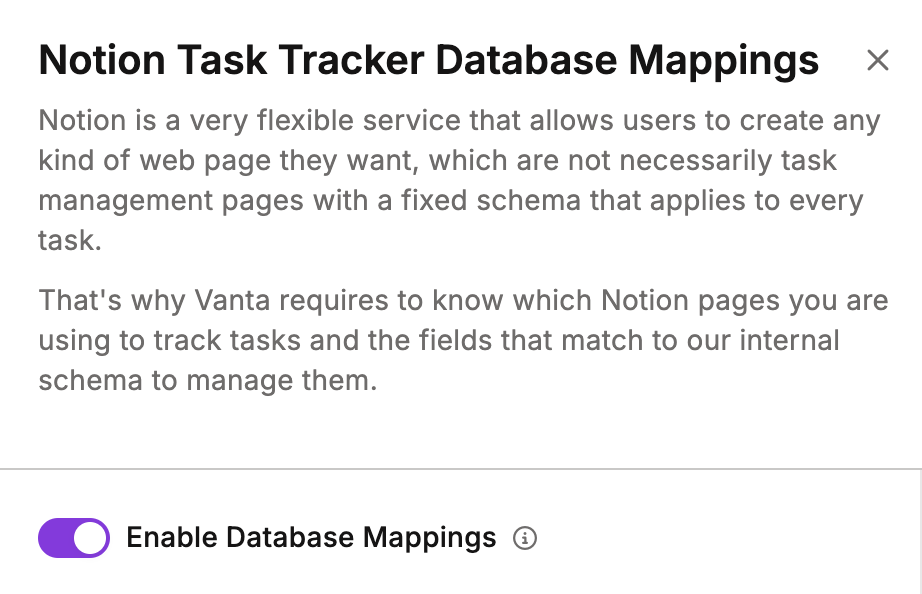 Notion Task Tracker Database Mappings
Notion is a very flexible service that allows users to create any
kind of web page they want, which are not necessarily task
management pages with a fixed schema that applies to every
task.
That's why Vanta requires to know which Notion pages you are
using to track tasks and the fields that match to our internal
schema to manage them.
Enable Database Mappings